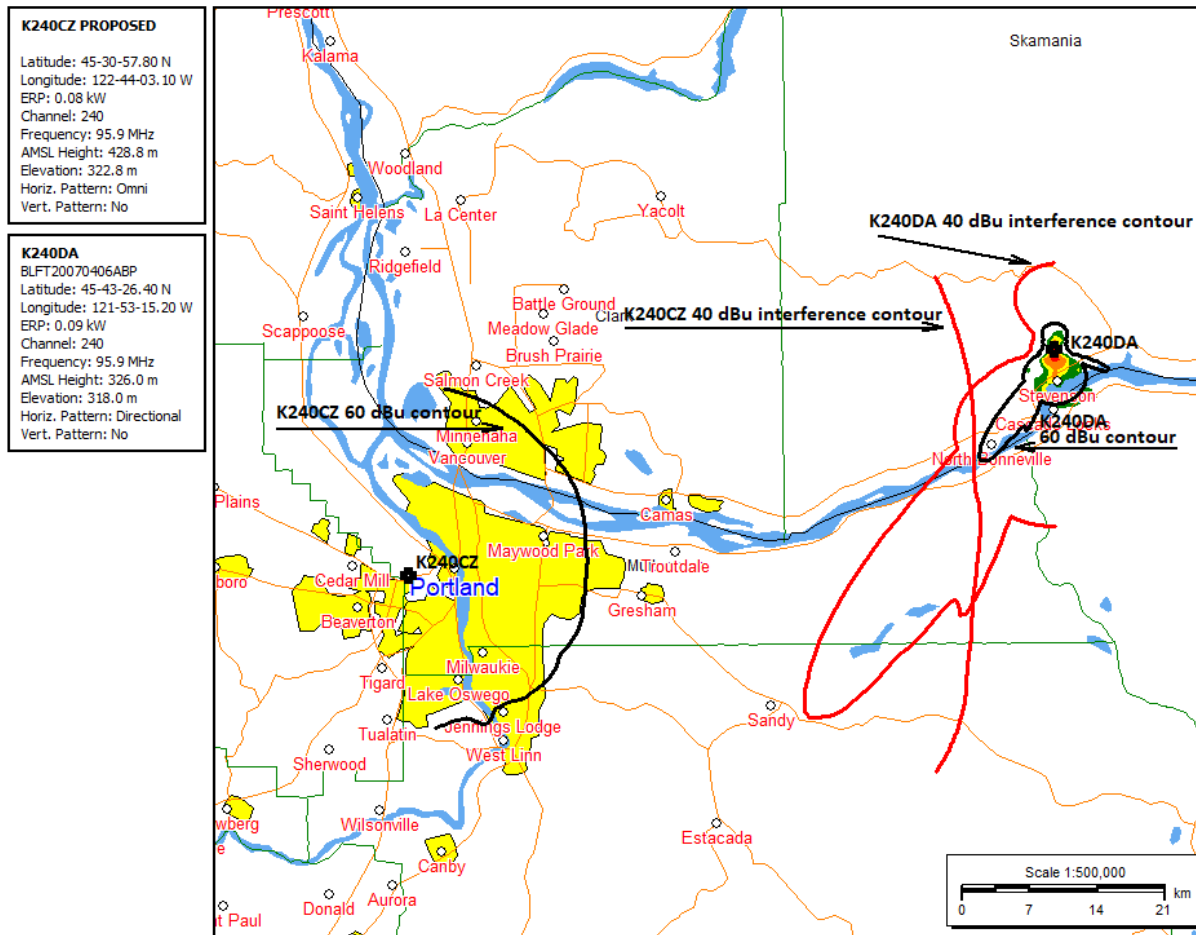 K240CZ PROPOSED
Latitude: 45-30-57.80 N
Longitude: 122-44-03.10 W
ERP: 0.08 kW
Channel: 240
Frequency: 95.9 MHz
AMSL Height: 428.8 m
Elevation: 322.8 m
Horiz. Pattern: Omni
Vert. Pattern: No
K240DA
BLFT20070406ABP
Latitude: 45-43-26.40 N
Longitude: 121-53-15.20 W
ERP: 0.09 kW
Channel: 240
Frequency: 95.9 MHz
AMSL Height: 326.0 m
Elevation: 318.0 m
Horiz. Pattern: Directional
Vert. Pattern: No
Prescott
Kalama
Skamania
Woodland
Saint Helens
La Center
Yacolt
K240DA 40 dBu interference contour
Ridgefield
Battle Ground
Scappoose
Meadow Glade
K240CZ 40 dBu interference contour
Brush Prairie
K240DA
Salmon Creek
Stevenson
K240CZ 60 dBu contour
Minnehaha
K240DA
60 dBu contour
Vancouver
North Bonneville
Plains
Camas
Maywood Park
K240CZ
Cedar Mill
Troutdale
boro
Portland
Gresham
Beaverton
Milwaukie
Tigard
Lake Oswego
Sandy
Tualatin
Jennings Lodge
West Linn
Sherwood
wberg
Wilsonville
e
Estacada
Canby
Aurora
Donald
t Paul
Scale 1:500,000
km
0 7 14 21